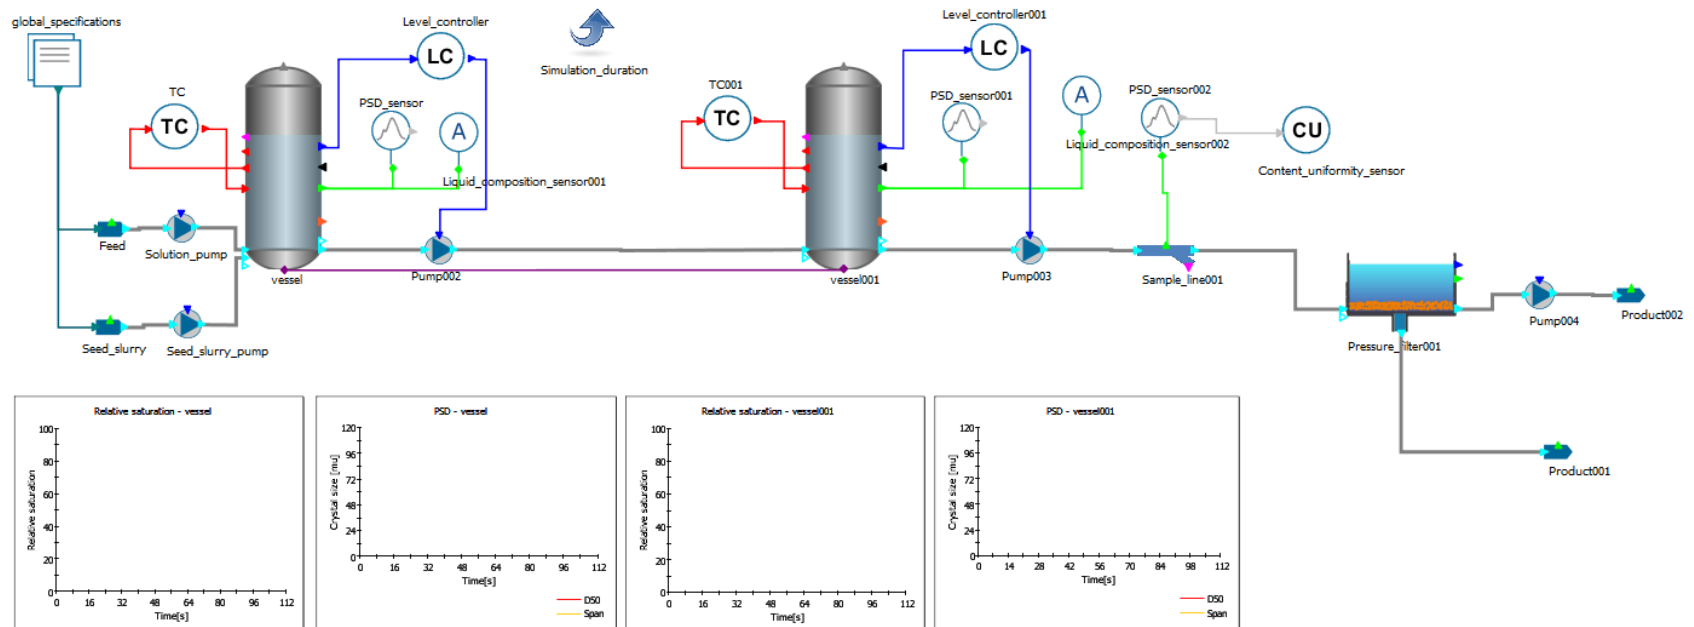 global_specifications
Level_controller
LC
Simulation_duration
Level_controller001
LC
TC
TC
PSD_sensor
A
Liquid_composition_sensor001
TC001
TC
PSD_sensor001
A
PSD_sensor002
Liquid_composition_sensor002
CU
Content_uniformity_sensor
Feed
Solution_pump
vessel
Pump002
vessel001
Pump003
Sample_line001
Seed_slurry
Seed_slurry_pump
Pressure_filter001
Pump004
Product002
Product001
Relative saturation - vessel
Relative saturation
100
80
60
40
20
0
0 16 32 48 64 80 96 112
Time[s]
PSD - vessel
Crystal size [mu]
120
96
72
48
24
0
0 16 32 48 64 80 96 112
Time[s]
D50
Span
Relative saturation - vessel001
Relative saturation
100
80
60
40
20
0
0 16 32 48 64 80 96 112
Time[s]
PSD - vessel001
Crystal size [mu]
120
96
72
48
24
0
0 14 28 42 56 70 84 98 112
Time[s]
D50
Span